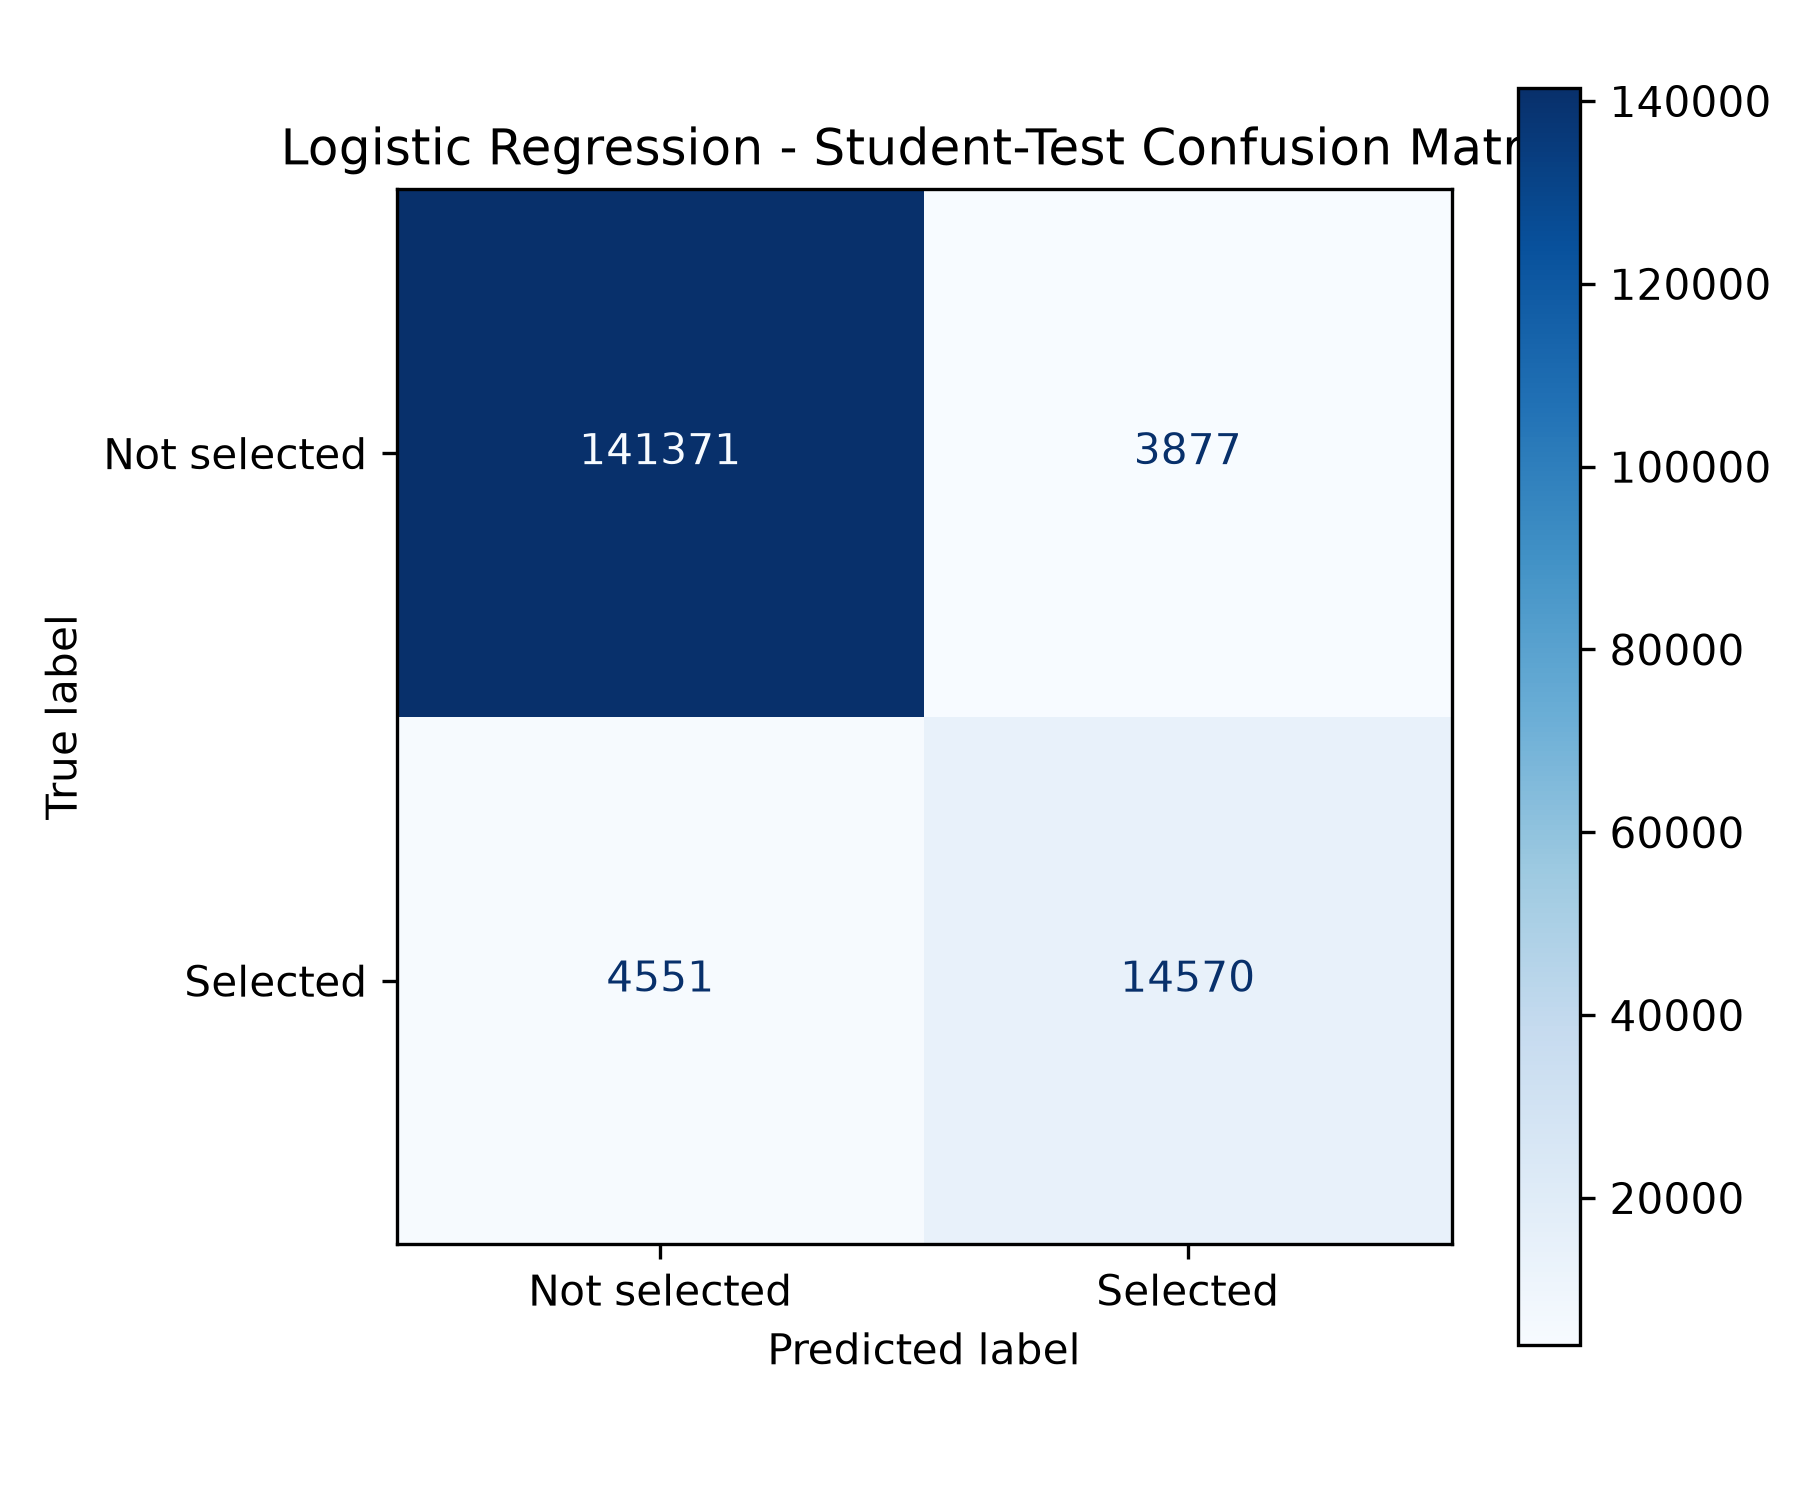 Logistic Regression - Student-Test Confusion Matr
140000
120000
100000
80000
60000
40000
20000
True label
Not selected
141371
3877
Selected
4551
14570
Not selected
Selected
Predicted label